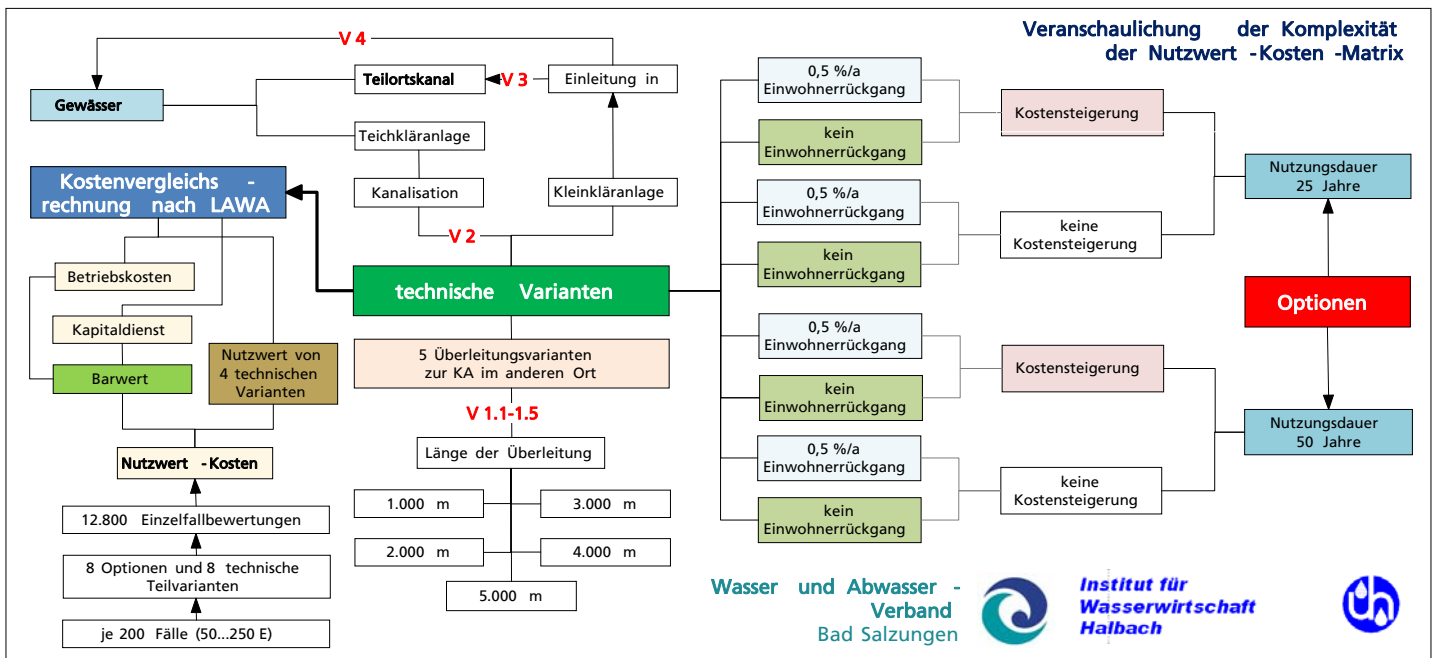 Veranschaulichung der Komplexität
der Nutzwert -Kosten -Matrix
V 4
Teilortskanal
V 3
Einleitung in
Gewässer
Teichkläranlage
Kostenvergleichs -
rechnung nach LAWA
Kanalisation
Kleinkläranlage
V 2
Betriebskosten
technische Varianten
Kapitaldienst
Nutzwert von
4 technischen
Varianten
Barwert
5 Überleitungsvarianten
zur KA im anderen Ort
V 1.1-1.5
Nutzwert -Kosten
Länge der Überleitung
12.800 Einzelfallbewertungen
1.000 m
3.000 m
8 Optionen und 8 technische
Teilvarianten
2.000 m
4.000 m
5.000 m
je 200 Fälle (50...250 E)
0,5 %/a
Einwohnerrückgang
kein
Einwohnerrückgang
0,5 %/a
Einwohnerrückgang
kein
Einwohnerrückgang
0,5 %/a
Einwohnerrückgang
kein
Einwohnerrückgang
0,5 %/a
Einwohnerrückgang
kein
Einwohnerrückgang
Kostensteigerung
keine
Kostensteigerung
Kostensteigerung
keine
Kostensteigerung
Nutzungsdauer
25 Jahre
Optionen
Nutzungsdauer
50 Jahre
Wasser und Abwasser -
Verband
Bad Salzungen
Institut für
Wasserwirtschaft
Halbach